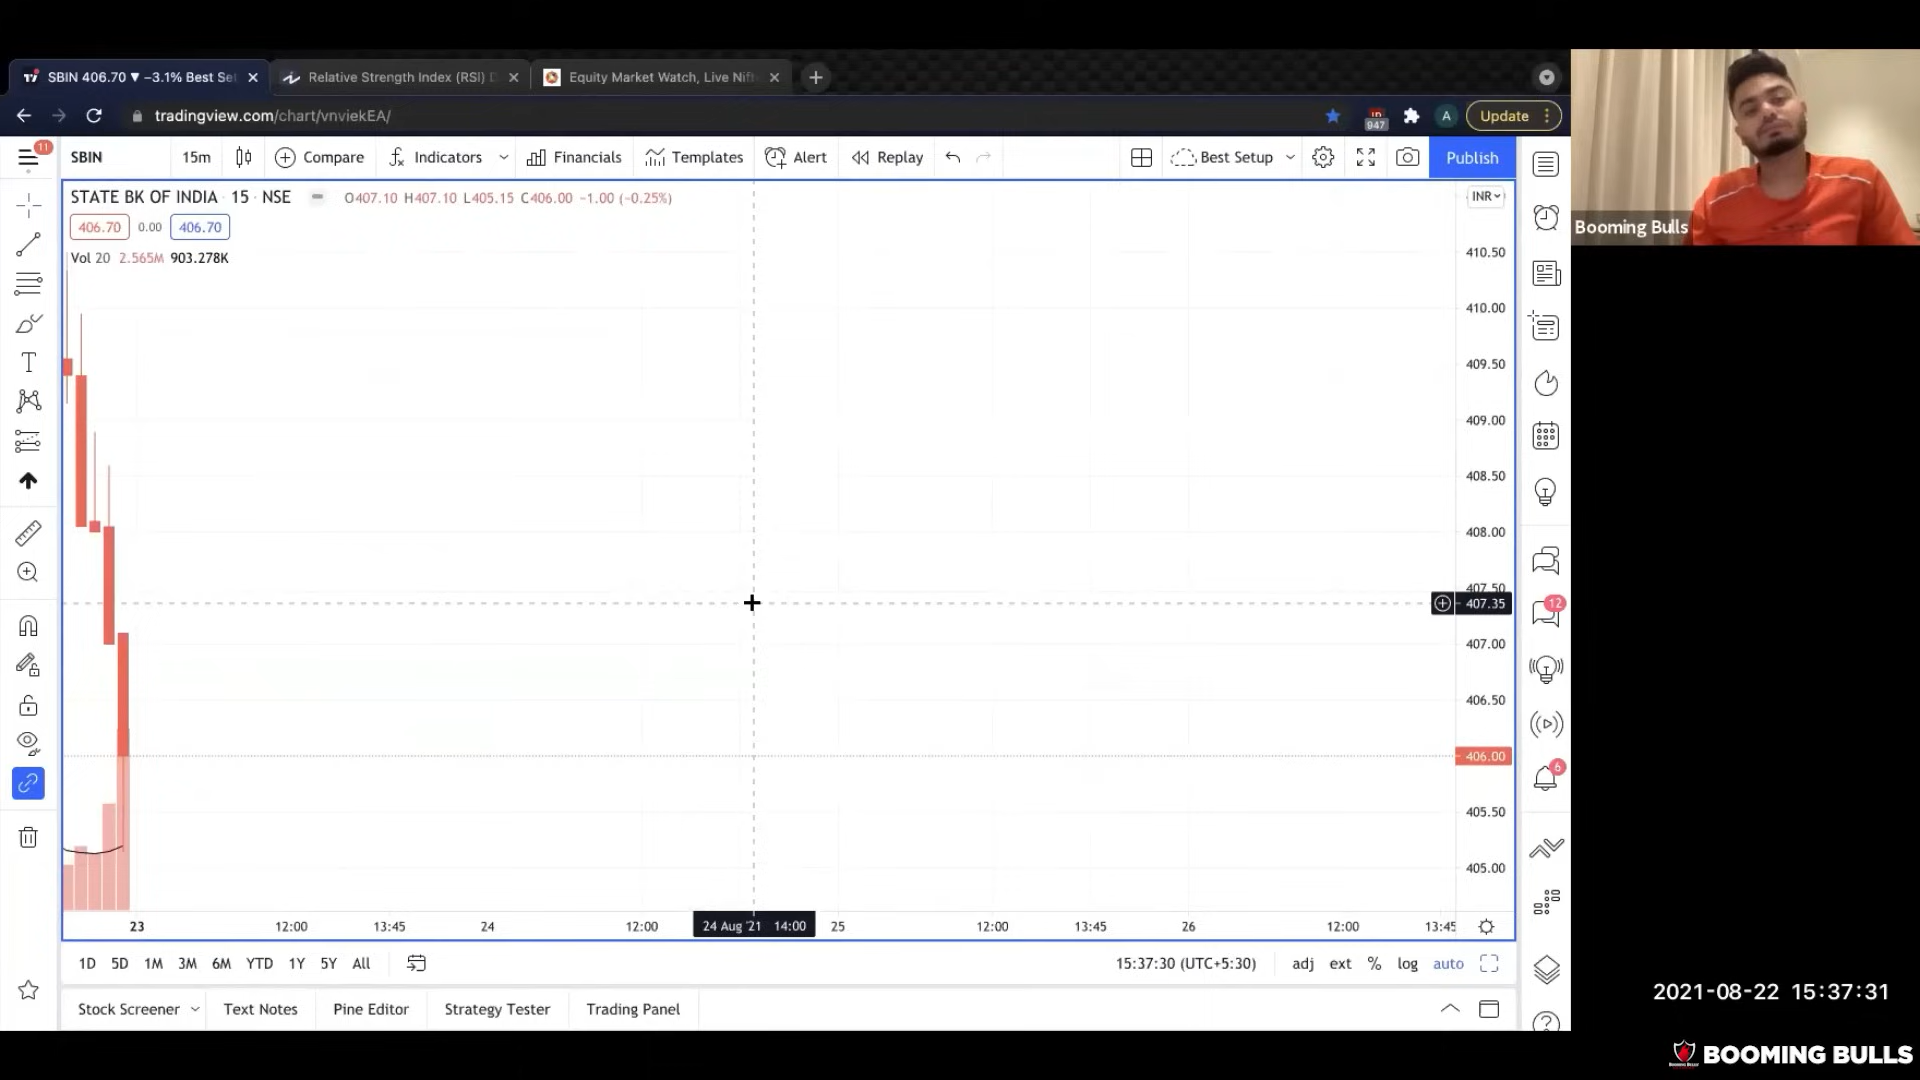 SBIN 406.70 ▼ −3.1% Best Set
Relative Strength Index (RSI) D
Equity Market Watch, Live Nift
tradingview.com/chart/vnviekEA/
947
A
Update
11
SBIN
15m
Compare
Indicators
Financials
Templates
Alert
Replay
Best Setup
Publish
STATE BK OF INDIA · 15 · NSE
O407.10 H407.10 L405.15 C406.00 −1.00 (−0.25%)
INR
406.70
0.00
406.70
Vol 20 2.565M 903.278K
Booming Bulls
410.50
410.00
409.50
409.00
408.50
408.00
407.50
407.35
407.00
406.50
406.00
405.50
405.00
12
6
23
12:00
13:45
24
12:00
24 Aug '21 14:00
25
12:00
13:45
26
12:00
13:45
1D 5D 1M 3M 6M YTD 1Y 5Y All
15:37:30 (UTC+5:30)
adj ext % log auto
Stock Screener
Text Notes
Pine Editor
Strategy Tester
Trading Panel
2021-08-22 15:37:31
BOOMING BULLS